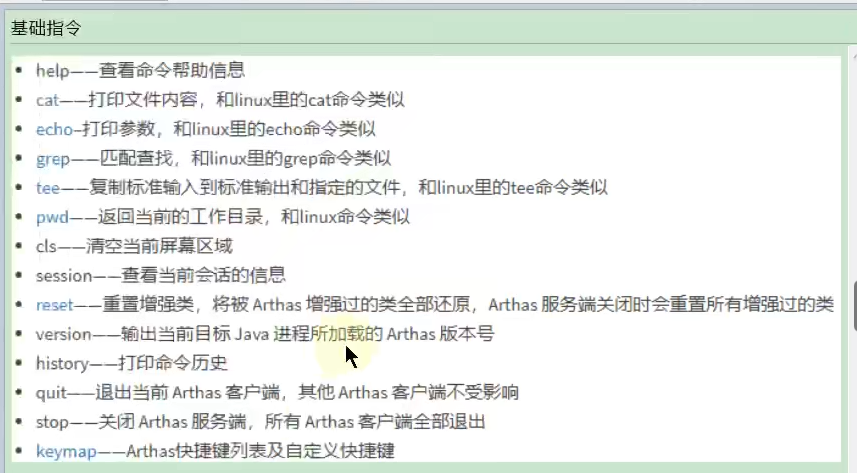 基础指令
help——查看命令帮助信息
cat——打印文件内容，和linux里的cat命令类似
echo–打印参数，和linux里的echo命令类似
grep——匹配查找，和linux里的grep命令类似
tee——复制标准输入到标准输出和指定的文件，和linux里的tee命令类似
pwd——返回当前的工作目录，和linux命令类似
cls——清空当前屏幕区域
session——查看当前会话的信息
reset——重置增强类，将被 Arthas 增强过的类全部还原，Arthas 服务端关闭时会重置所有增强过的类
version——输出当前目标 Java 进程所加载的 Arthas 版本号
history——打印命令历史
quit——退出当前 Arthas 客户端，其他 Arthas 客户端不受影响
stop——关闭 Arthas 服务端，所有 Arthas 客户端全部退出
keymap——Arthas快捷键列表及自定义快捷键